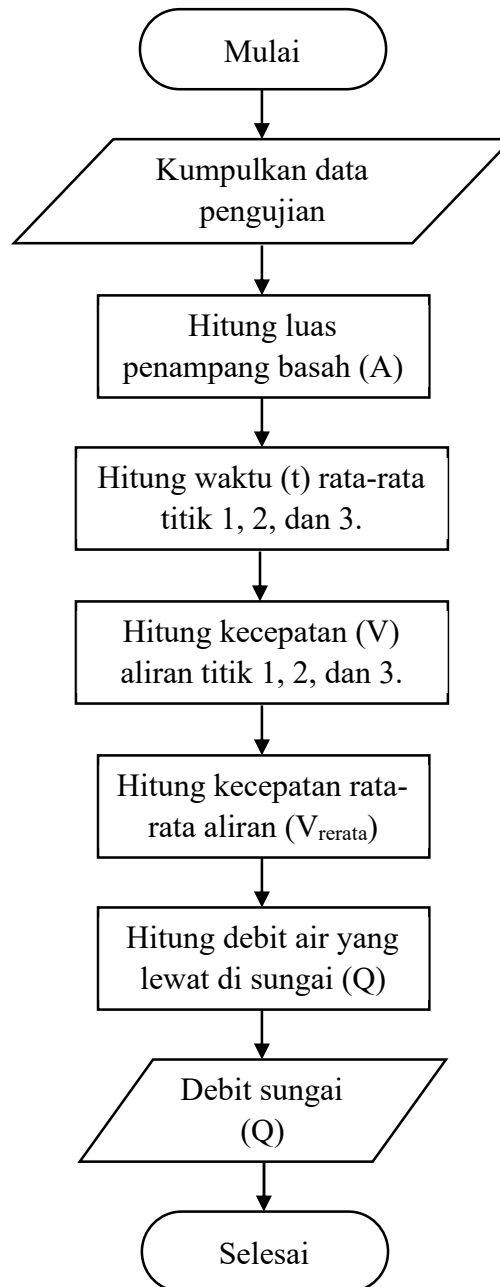 Mulai
Kumpulkan data
pengujian
Hitung luas
penampang basah (A)
Hitung waktu (t) rata-rata
titik 1, 2, dan 3.
Hitung kecepatan (V)
aliran titik 1, 2, dan 3.
Hitung kecepatan rata-
rata aliran (Vrerata)
Hitung debit air yang
lewat di sungai (Q)
Debit sungai
(Q)
Selesai